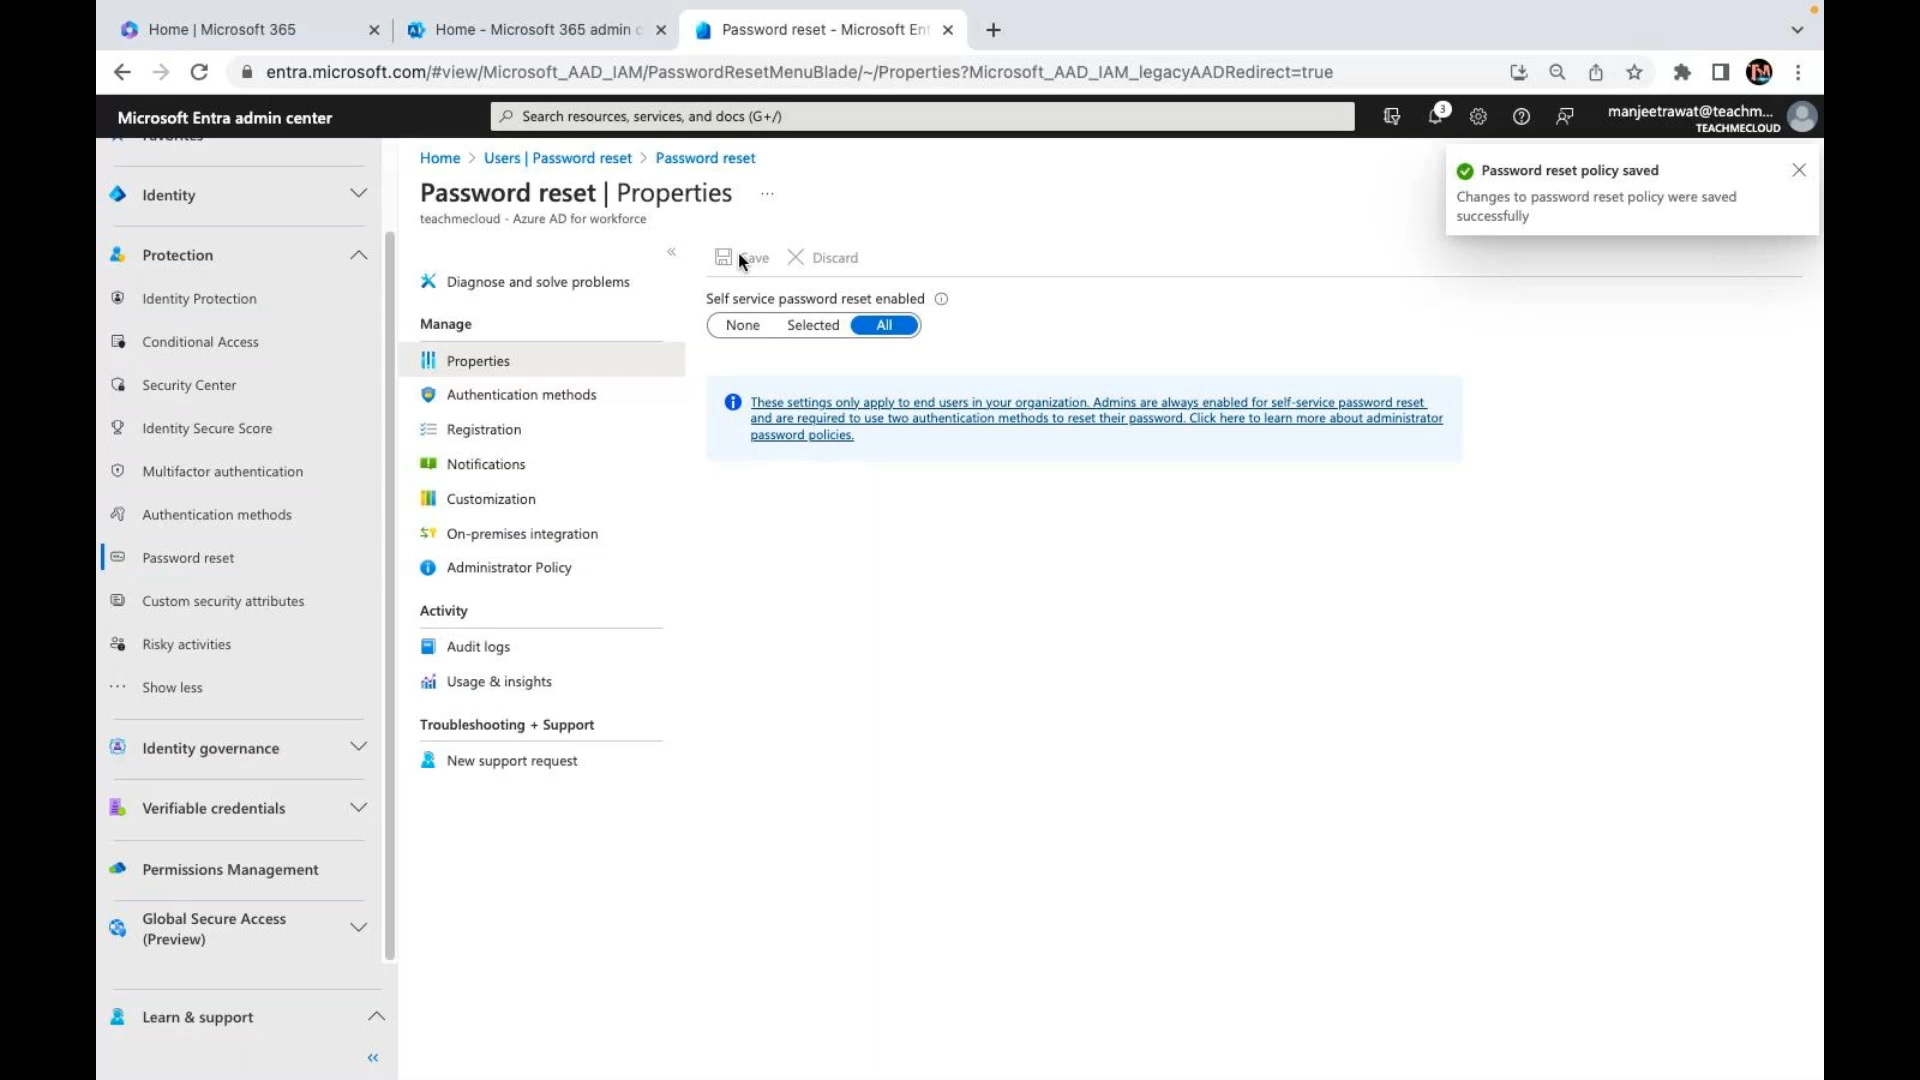 Home | Microsoft 365
Home - Microsoft 365 admin c
Password reset - Microsoft Ent
entra.microsoft.com/#view/Microsoft_AAD_IAM/PasswordResetMenuBlade/~/Properties?Microsoft_AAD_IAM_legacyAADRedirect=true
Microsoft Entra admin center
Search resources, services, and docs (G+/)
3
manjeetrawat@teachm...
TEACHMECLOUD
Favorites
Identity
Protection
Identity Protection
Conditional Access
Security Center
Identity Secure Score
Multifactor authentication
Authentication methods
Password reset
Custom security attributes
Risky activities
Show less
Identity governance
Verifiable credentials
Permissions Management
Global Secure Access
(Preview)
Learn & support
Home > Users | Password reset > Password reset
Password reset | Properties ...
teachmecloud - Azure AD for workforce
Diagnose and solve problems
Manage
Properties
Authentication methods
Registration
Notifications
Customization
On-premises integration
Administrator Policy
Activity
Audit logs
Usage & insights
Troubleshooting + Support
New support request
Save Discard
Self service password reset enabled
None Selected All
These settings only apply to end users in your organization. Admins are always enabled for self-service password reset
and are required to use two authentication methods to reset their password. Click here to learn more about administrator
password policies.
Password reset policy saved
Changes to password reset policy were saved
successfully